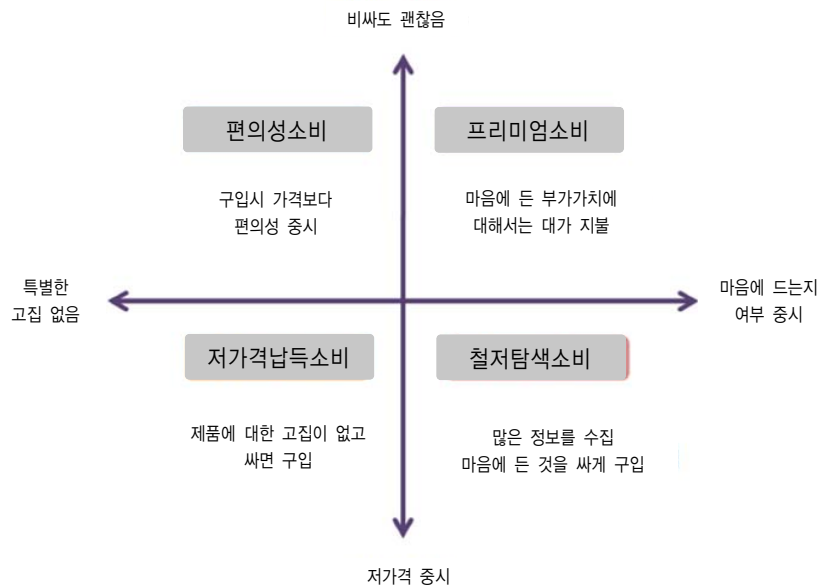 비싸도 괜찮음
편의성소비
프리미엄소비
구입시 가격보다
편의성 중시
마음에 든 부가가치에
대해서는 대가 지불
특별한
고집 없음
마음에 드는지
여부 중시
저가격납득소비
철저탐색소비
제품에 대한 고집이 없고
싸면 구입
많은 정보를 수집
마음에 든 것을 싸게 구입
저가격 중시